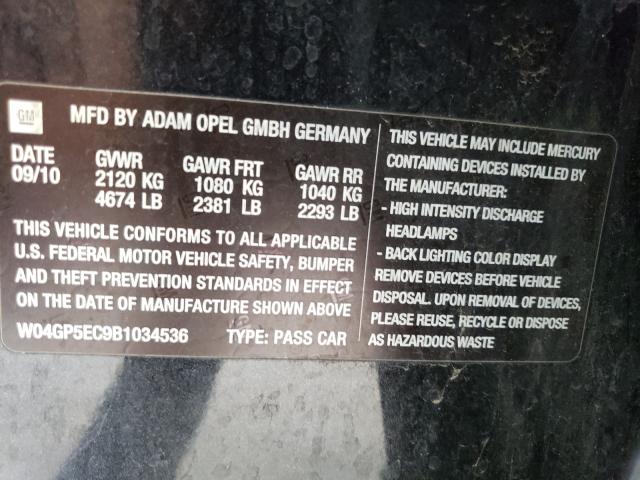 GM
MFD BY ADAM OPEL GMBH GERMANY
DATE GVWR GAWR FRT GAWR RR
09/10 2120 KG 1080 KG 1040 KG
4674 LB 2381 LB 2293 LB
THIS VEHICLE CONFORMS TO ALL APPLICABLE
U.S. FEDERAL MOTOR VEHICLE SAFETY, BUMPER
AND THEFT PREVENTION STANDARDS IN EFFECT
ON THE DATE OF MANUFACTURE SHOWN ABOVE
W04GP5EC9B1034536 TYPE: PASS CAR
THIS VEHICLE MAY INCLUDE MERCURY
CONTAINING DEVICES INSTALLED BY
THE MANUFACTURER:
- HIGH INTENSITY DISCHARGE
HEADLAMPS
- BACK LIGHTING COLOR DISPLAY
REMOVE DEVICES BEFORE VEHICLE
DISPOSAL. UPON REMOVAL OF DEVICES,
PLEASE REUSE, RECYCLE OR DISPOSE
AS HAZARDOUS WASTE